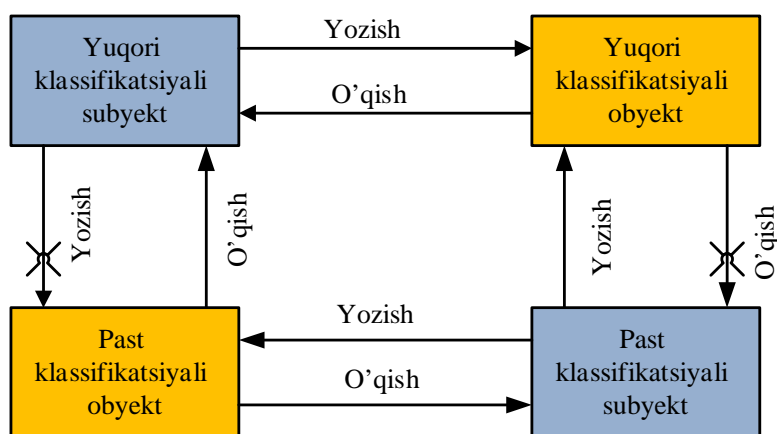 Yuqori
klassifikatsiyali
subyekt
Yozish
O’qish
Yuqori
klassifikatsiyali
obyekt
Yozish
O’qish
Yozish
O’qish
Past
klassifikatsiyali
obyekt
Yozish
O’qish
Past
klassifikatsiyali
subyekt